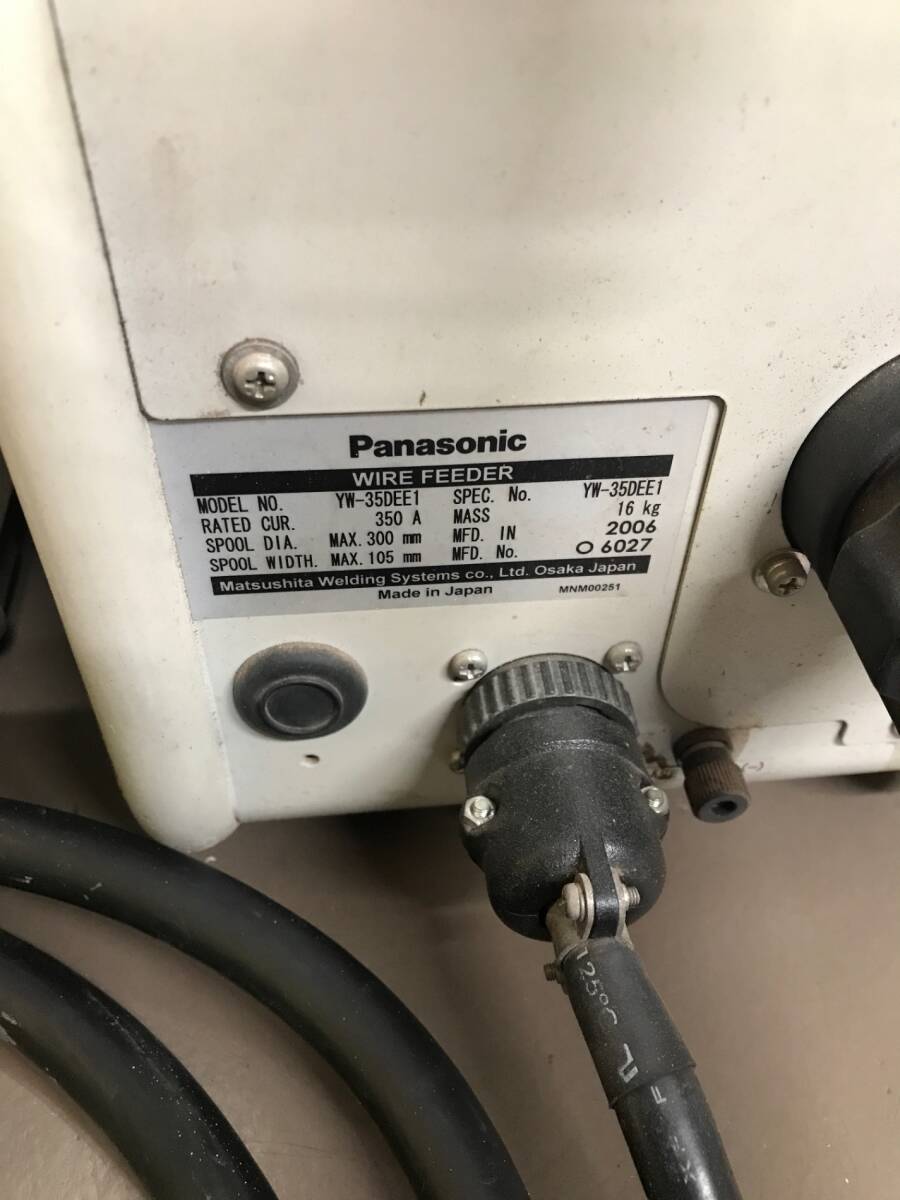 Panasonic
WIRE FEEDER
MODEL NO. YW-35DEE1 SPEC. No. YW-35DEE1
RATED CUR. 350 A MASS 16 kg
SPOOL DIA. MAX. 300 mm MFD. IN 2006
SPOOL WIDTH. MAX. 105 mm MFD. No. O 6027
Matsushita Welding Systems co., Ltd. Osaka Japan
Made in Japan MNM00251
(-)
125°C
F